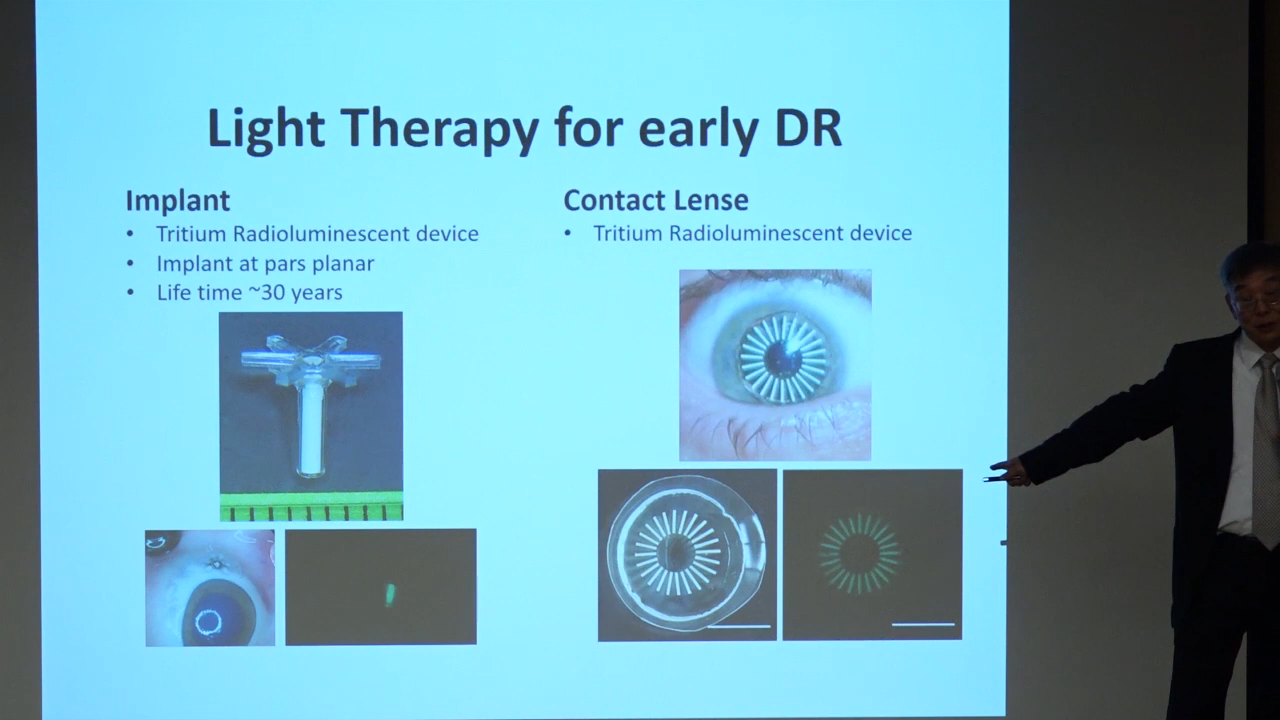 Light Therapy for early DR
Implant
• Tritium Radioluminescent device
• Implant at pars planar
• Life time ~30 years
Contact Lense
• Tritium Radioluminescent device